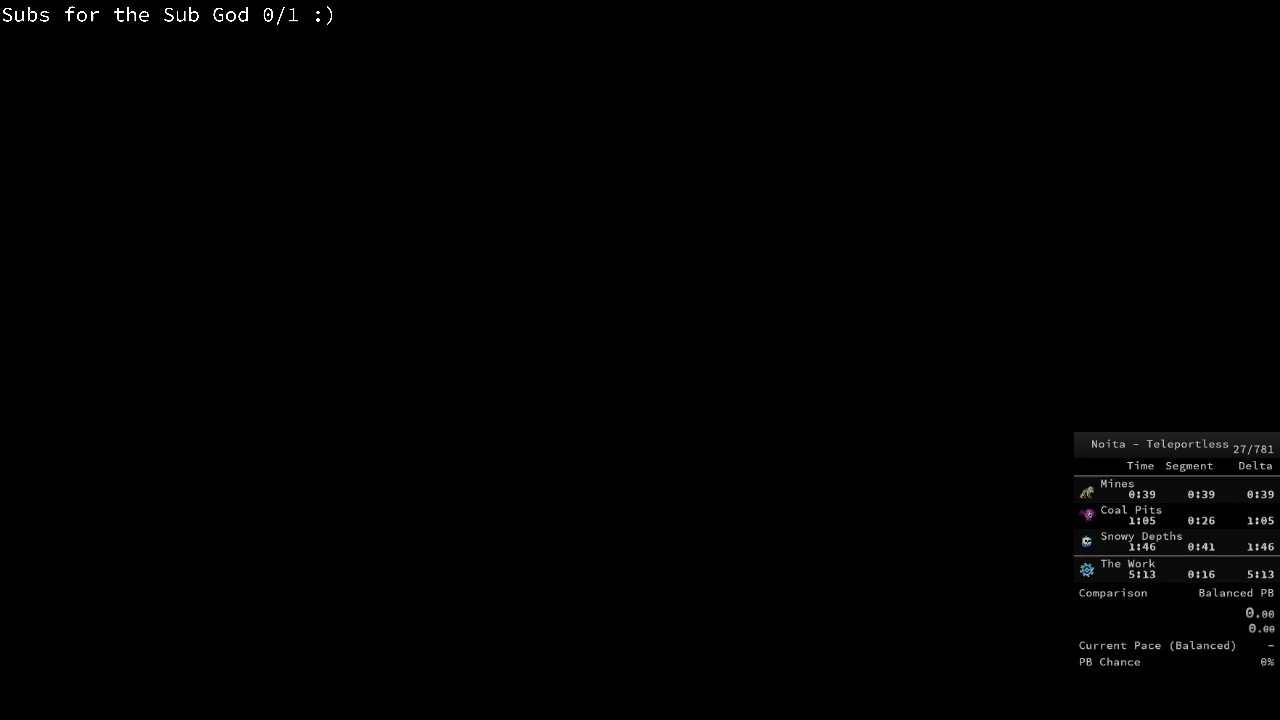 Subs for the Sub God 0/1 :)
Noita - Teleportless 27/781
Time Segment Delta
Mines
0:39 0:39 0:39
Coal Pits
1:05 0:26 1:05
Snowy Depths
1:46 0:41 1:46
The Work
5:13 0:16 5:13
Comparison Balanced PB
0.00
0.00
Current Pace (Balanced) -
PB Chance 0%